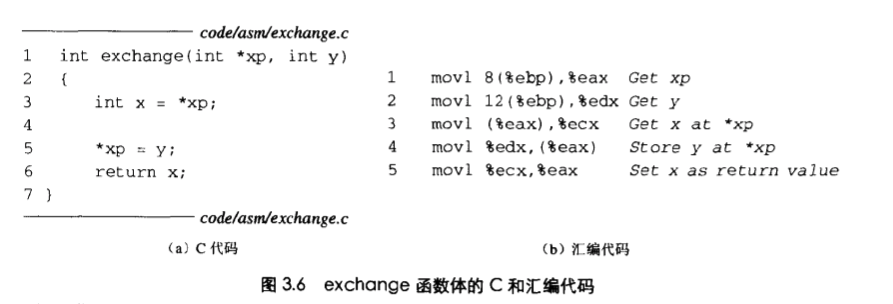 code/asm/exchange.c
1 int exchange(int *xp, int y)
2 {
3 int x = *xp;
4
5 *xp = y;
6 return x;
7 }
code/asm/exchange.c
(a) C 代码
1 movl 8(%ebp),%eax Get xp
2 movl 12(%ebp),%edx Get y
3 movl (%eax),%ecx Get x at *xp
4 movl %edx,(%eax) Store y at *xp
5 movl %ecx,%eax Set x as return value
(b) 汇编代码
图 3.6 exchange 函数体的 C 和汇编代码